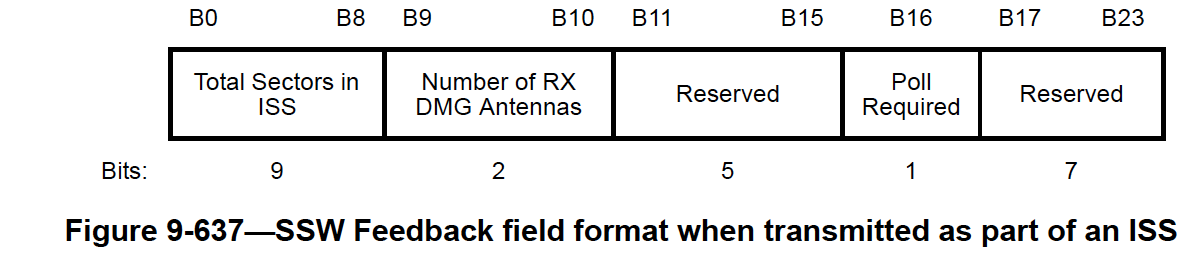 B0 B8 B9 B10 B11 B15 B16 B17 B23
Total Sectors in
ISS
Number of RX
DMG Antennas
Reserved
Poll
Required
Reserved
Bits: 9 2 5 1 7
Figure 9-637—SSW Feedback field format when transmitted as part of an ISS